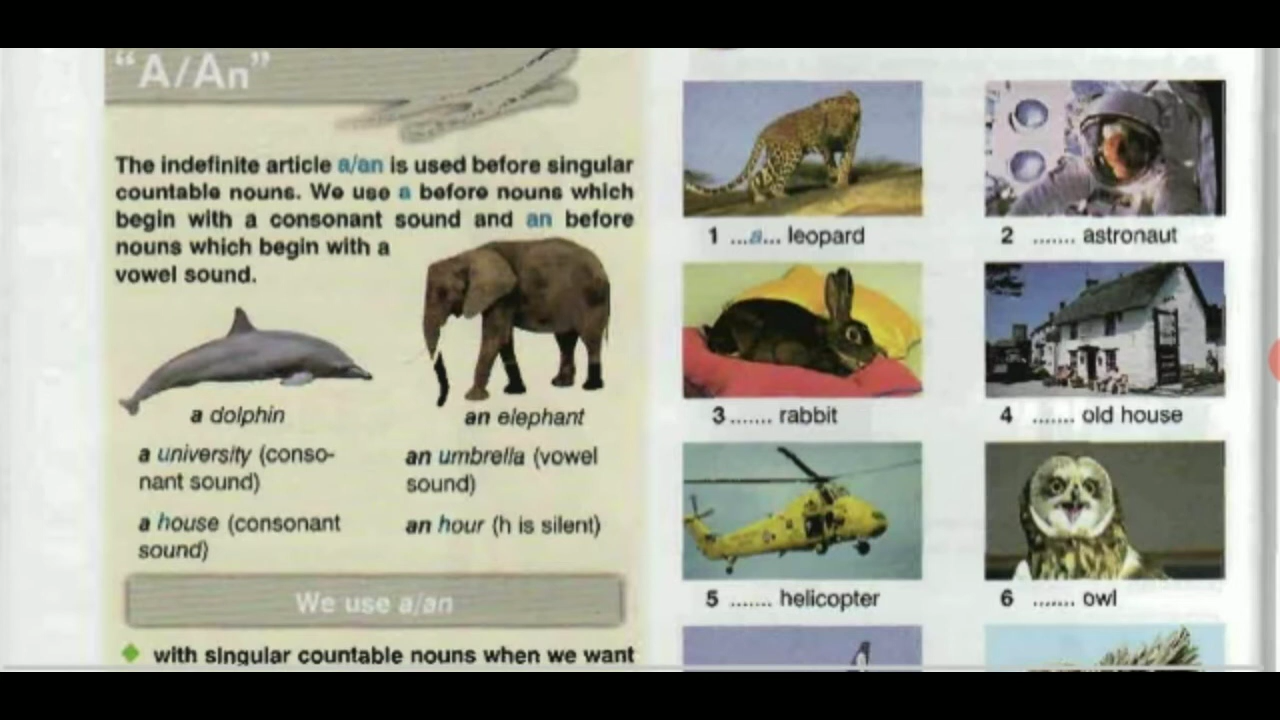 "A/An"
The indefinite article a/an is used before singular
countable nouns. We use a before nouns which
begin with a consonant sound and an before
nouns which begin with a
vowel sound.
a dolphin
an elephant
a university (conso-
nant sound)
an umbrella (vowel
sound)
a house (consonant
sound)
an hour (h is silent)
We use a/an
with singular countable nouns when we want
1 ...a... leopard
2 ....... astronaut
3 ....... rabbit
4 ....... old house
5 ....... helicopter
6 ....... owl